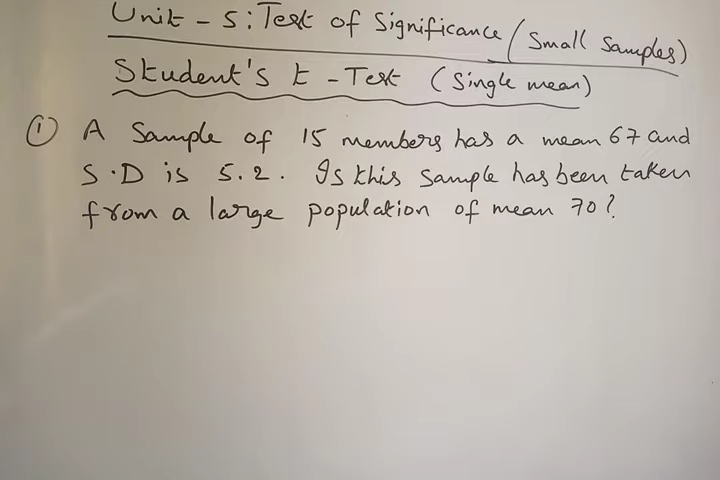 Unit - 5 : Test of Significance (Small Samples)
Student's t - Test (Single mean)
① A Sample of 15 members has a mean 67 and
S.D is 5.2. Is this Sample has been taken
from a large population of mean 70?